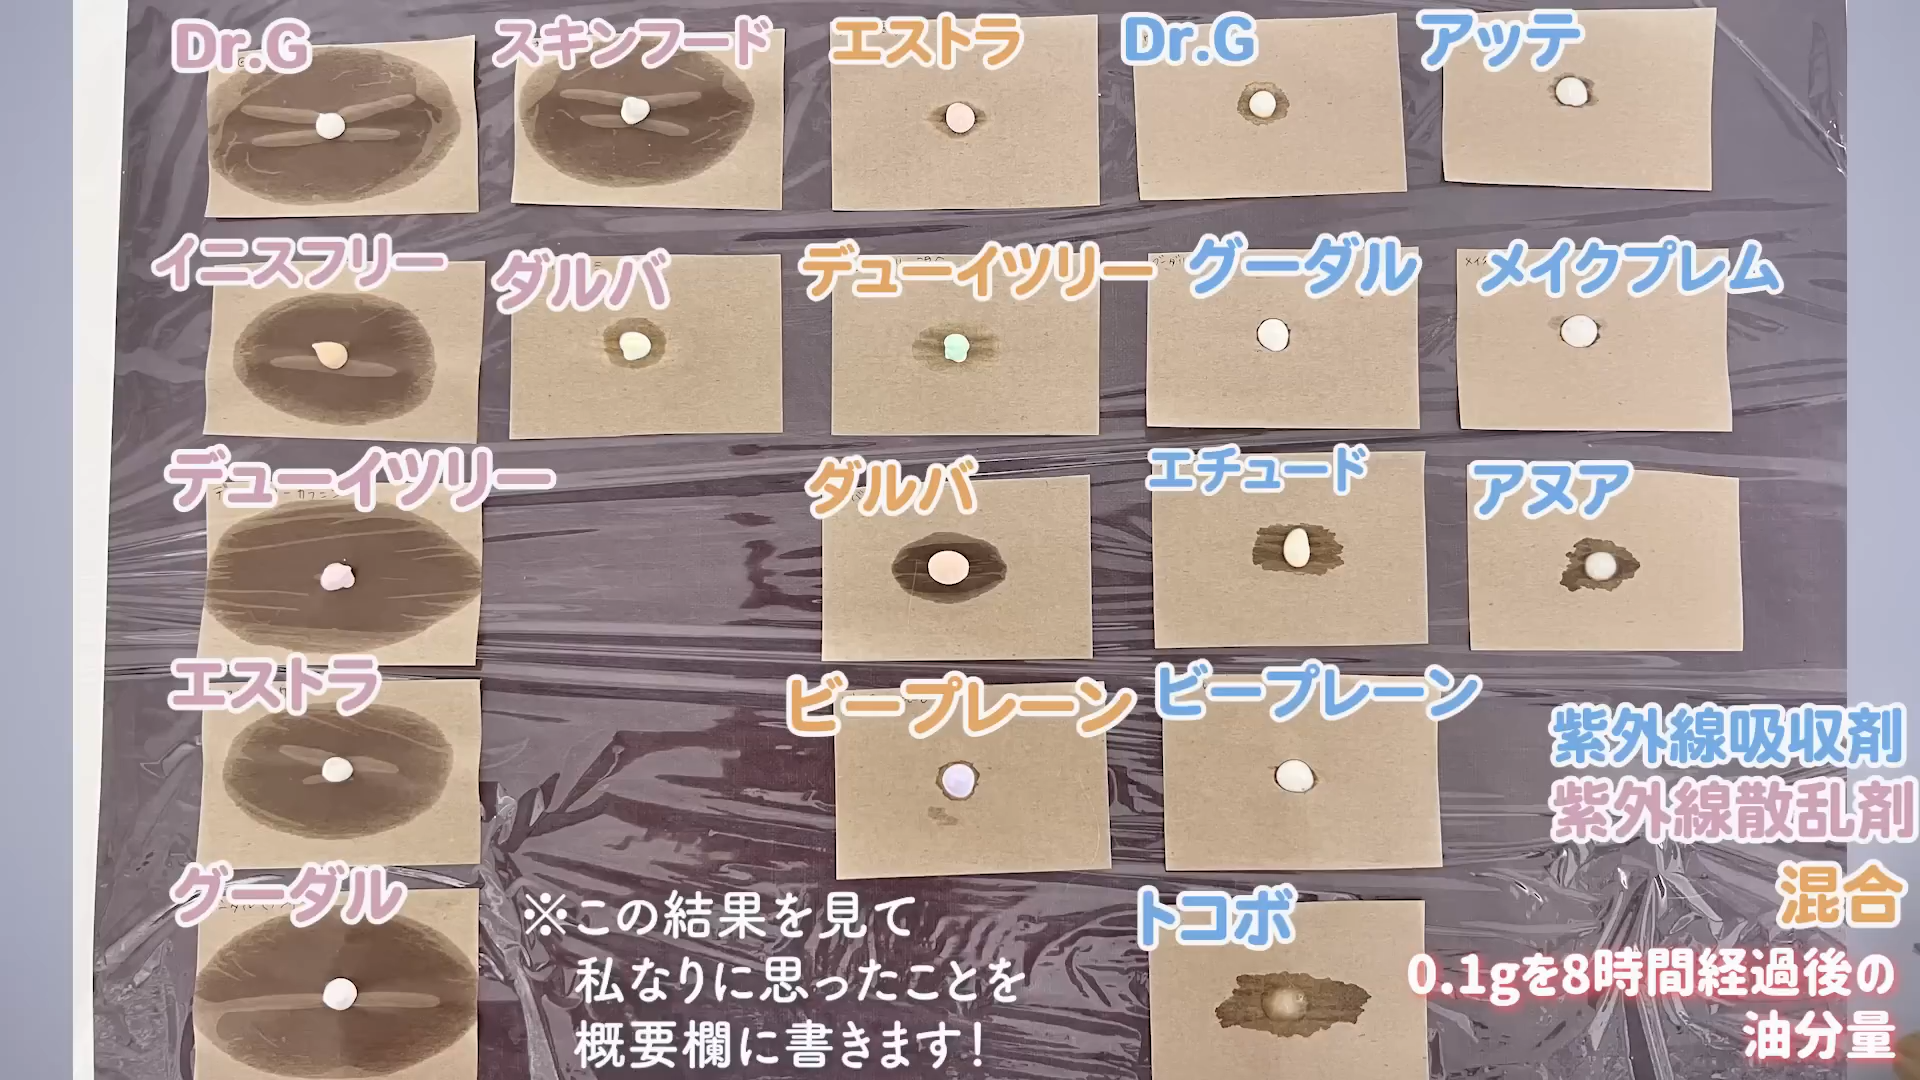 Dr.G
スキンフード
エストラ
Dr.G
アッテ
イニスフリー
ダルバ
デューイツリー
グーダル
メイクプレム
デューイツリー
ダルバ
エチュード
アヌア
エストラ
ビープレーン
ビープレーン
グーダル
トコボ
紫外線吸収剤
紫外線散乱剤
混合
※この結果を見て
私なりに思ったことを
概要欄に書きます!
0.1gを8時間経過後の
油分量